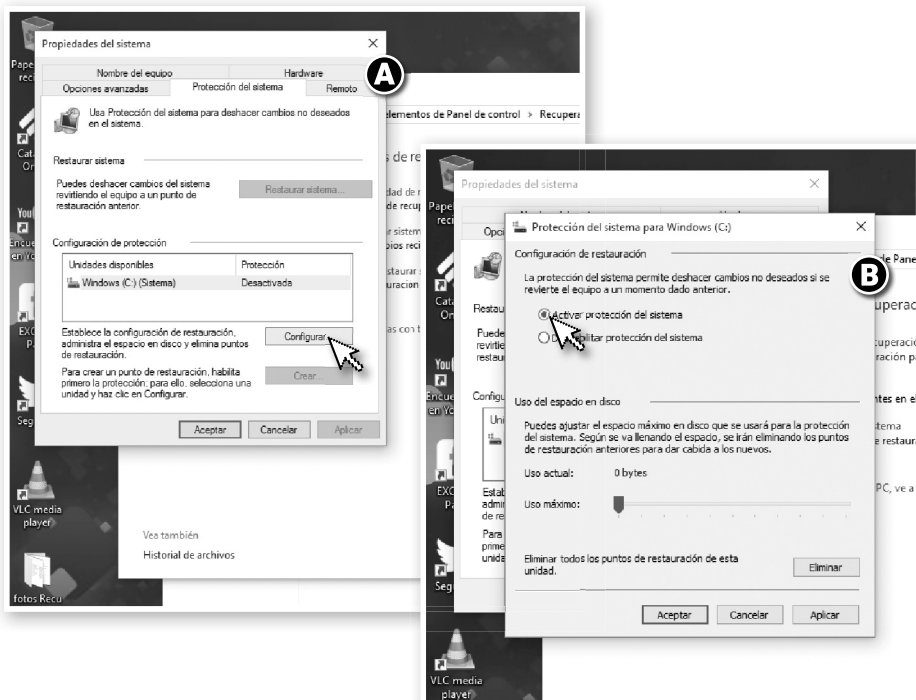 Propiedades del sistema
Nombre del equipo
Hardware
Opciones avanzadas
Protección del sistema
Remoto
A
Usa Protección del sistema para deshacer cambios no deseados
en el sistema.
Restaurar sistema
Puedes deshacer cambios del sistema
revirtiendo el equipo a un punto de
restauración anterior.
Restaurar sistema...
Configuración de protección
Unidades disponibles
Protección
Windows (C:) (Sistema)
Desactivada
Establece la configuración de restauración,
administra el espacio en disco y elimina puntos
de restauración.
Configurar
Para crear un punto de restauración, habilita
primero la protección; para ello, selecciona una
unidad y haz clic en Configurar.
Crear...
Aceptar
Cancelar
Aplicar
elementos de Panel de control > Recupera
Vea también
Historial de archivos
VLC media
player
fotos Recu
Propiedades del sistema
Protección del sistema para Windows (C:)
B
Configuración de restauración
La protección del sistema permite deshacer cambios no deseados si se
revierte el equipo a un momento dado anterior.
Activar protección del sistema
protección del sistema
Uso del espacio en disco
Puedes ajustar el espacio máximo en disco que se usará para la protección
del sistema. Según se va llenando el espacio, se irán eliminando los puntos
de restauración anteriores para dar cabida a los nuevos.
Uso actual:
0 bytes
Uso máximo:
Eliminar todos los puntos de restauración de esta
unidad.
Eliminar
Aceptar
Cancelar
Aplicar
PC, ve a
VLC media
player